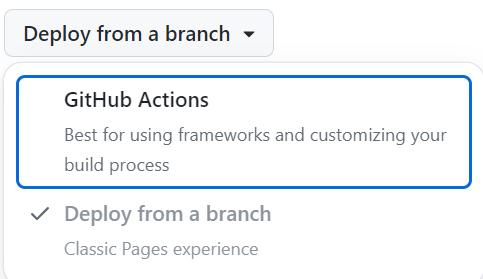 Deploy from a branch
GitHub Actions
Best for using frameworks and customizing your
build process
Deploy from a branch
Classic Pages experience